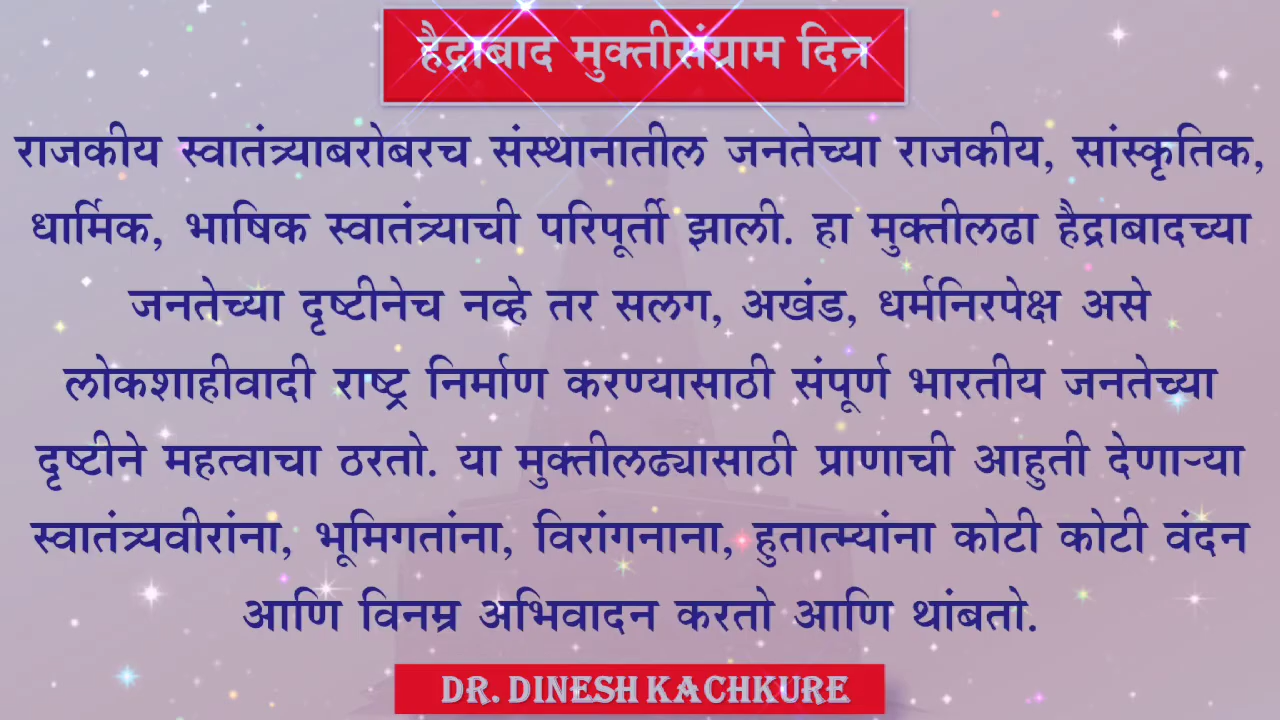 हैद्राबाद मुक्तीसंग्राम दिन
राजकीय स्वातंत्र्याबरोबरच संस्थानातील जनतेच्या राजकीय, सांस्कृतिक,
धार्मिक, भाषिक स्वातंत्र्याची परिपूर्ती झाली. हा मुक्तीलढा हैद्राबादच्या
जनतेच्या दृष्टीनेच नव्हे तर सलग, अखंड, धर्मनिरपेक्ष असे
लोकशाहीवादी राष्ट्र निर्माण करण्यासाठी संपूर्ण भारतीय जनतेच्या
दृष्टीने महत्वाचा ठरतो. या मुक्तीलढ्यासाठी प्राणाची आहुती देणाऱ्या
स्वातंत्र्यवीरांना, भूमिगतांना, विरांगनाना, हुतात्म्यांना कोटी कोटी वंदन
आणि विनम्र अभिवादन करतो आणि थांबतो.
DR. DINESH KACHKURE